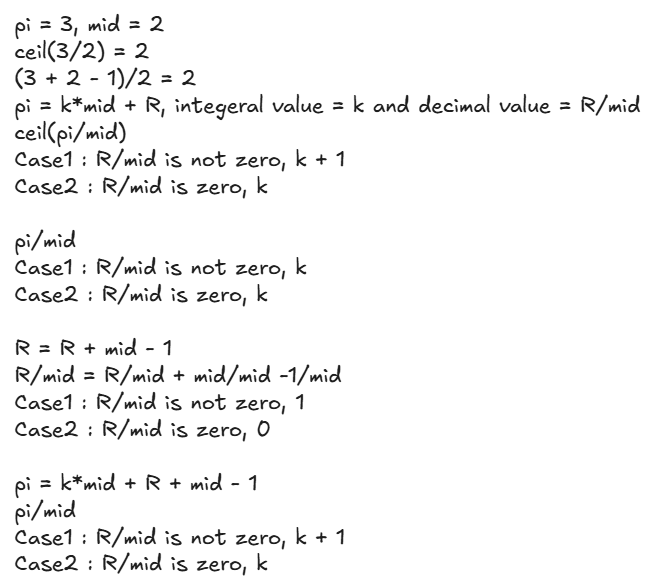 pi = 3, mid = 2
ceil(3/2) = 2
(3 + 2 - 1)/2 = 2
pi = k*mid + R, integeral value = k and decimal value = R/mid
ceil(pi/mid)
Case1 : R/mid is not zero, k + 1
Case2 : R/mid is zero, k
pi/mid
Case1 : R/mid is not zero, k
Case2 : R/mid is zero, k
R = R + mid - 1
R/mid = R/mid + mid/mid -1/mid
Case1 : R/mid is not zero, 1
Case2 : R/mid is zero, 0
pi = k*mid + R + mid - 1
pi/mid
Case1 : R/mid is not zero, k + 1
Case2 : R/mid is zero, k